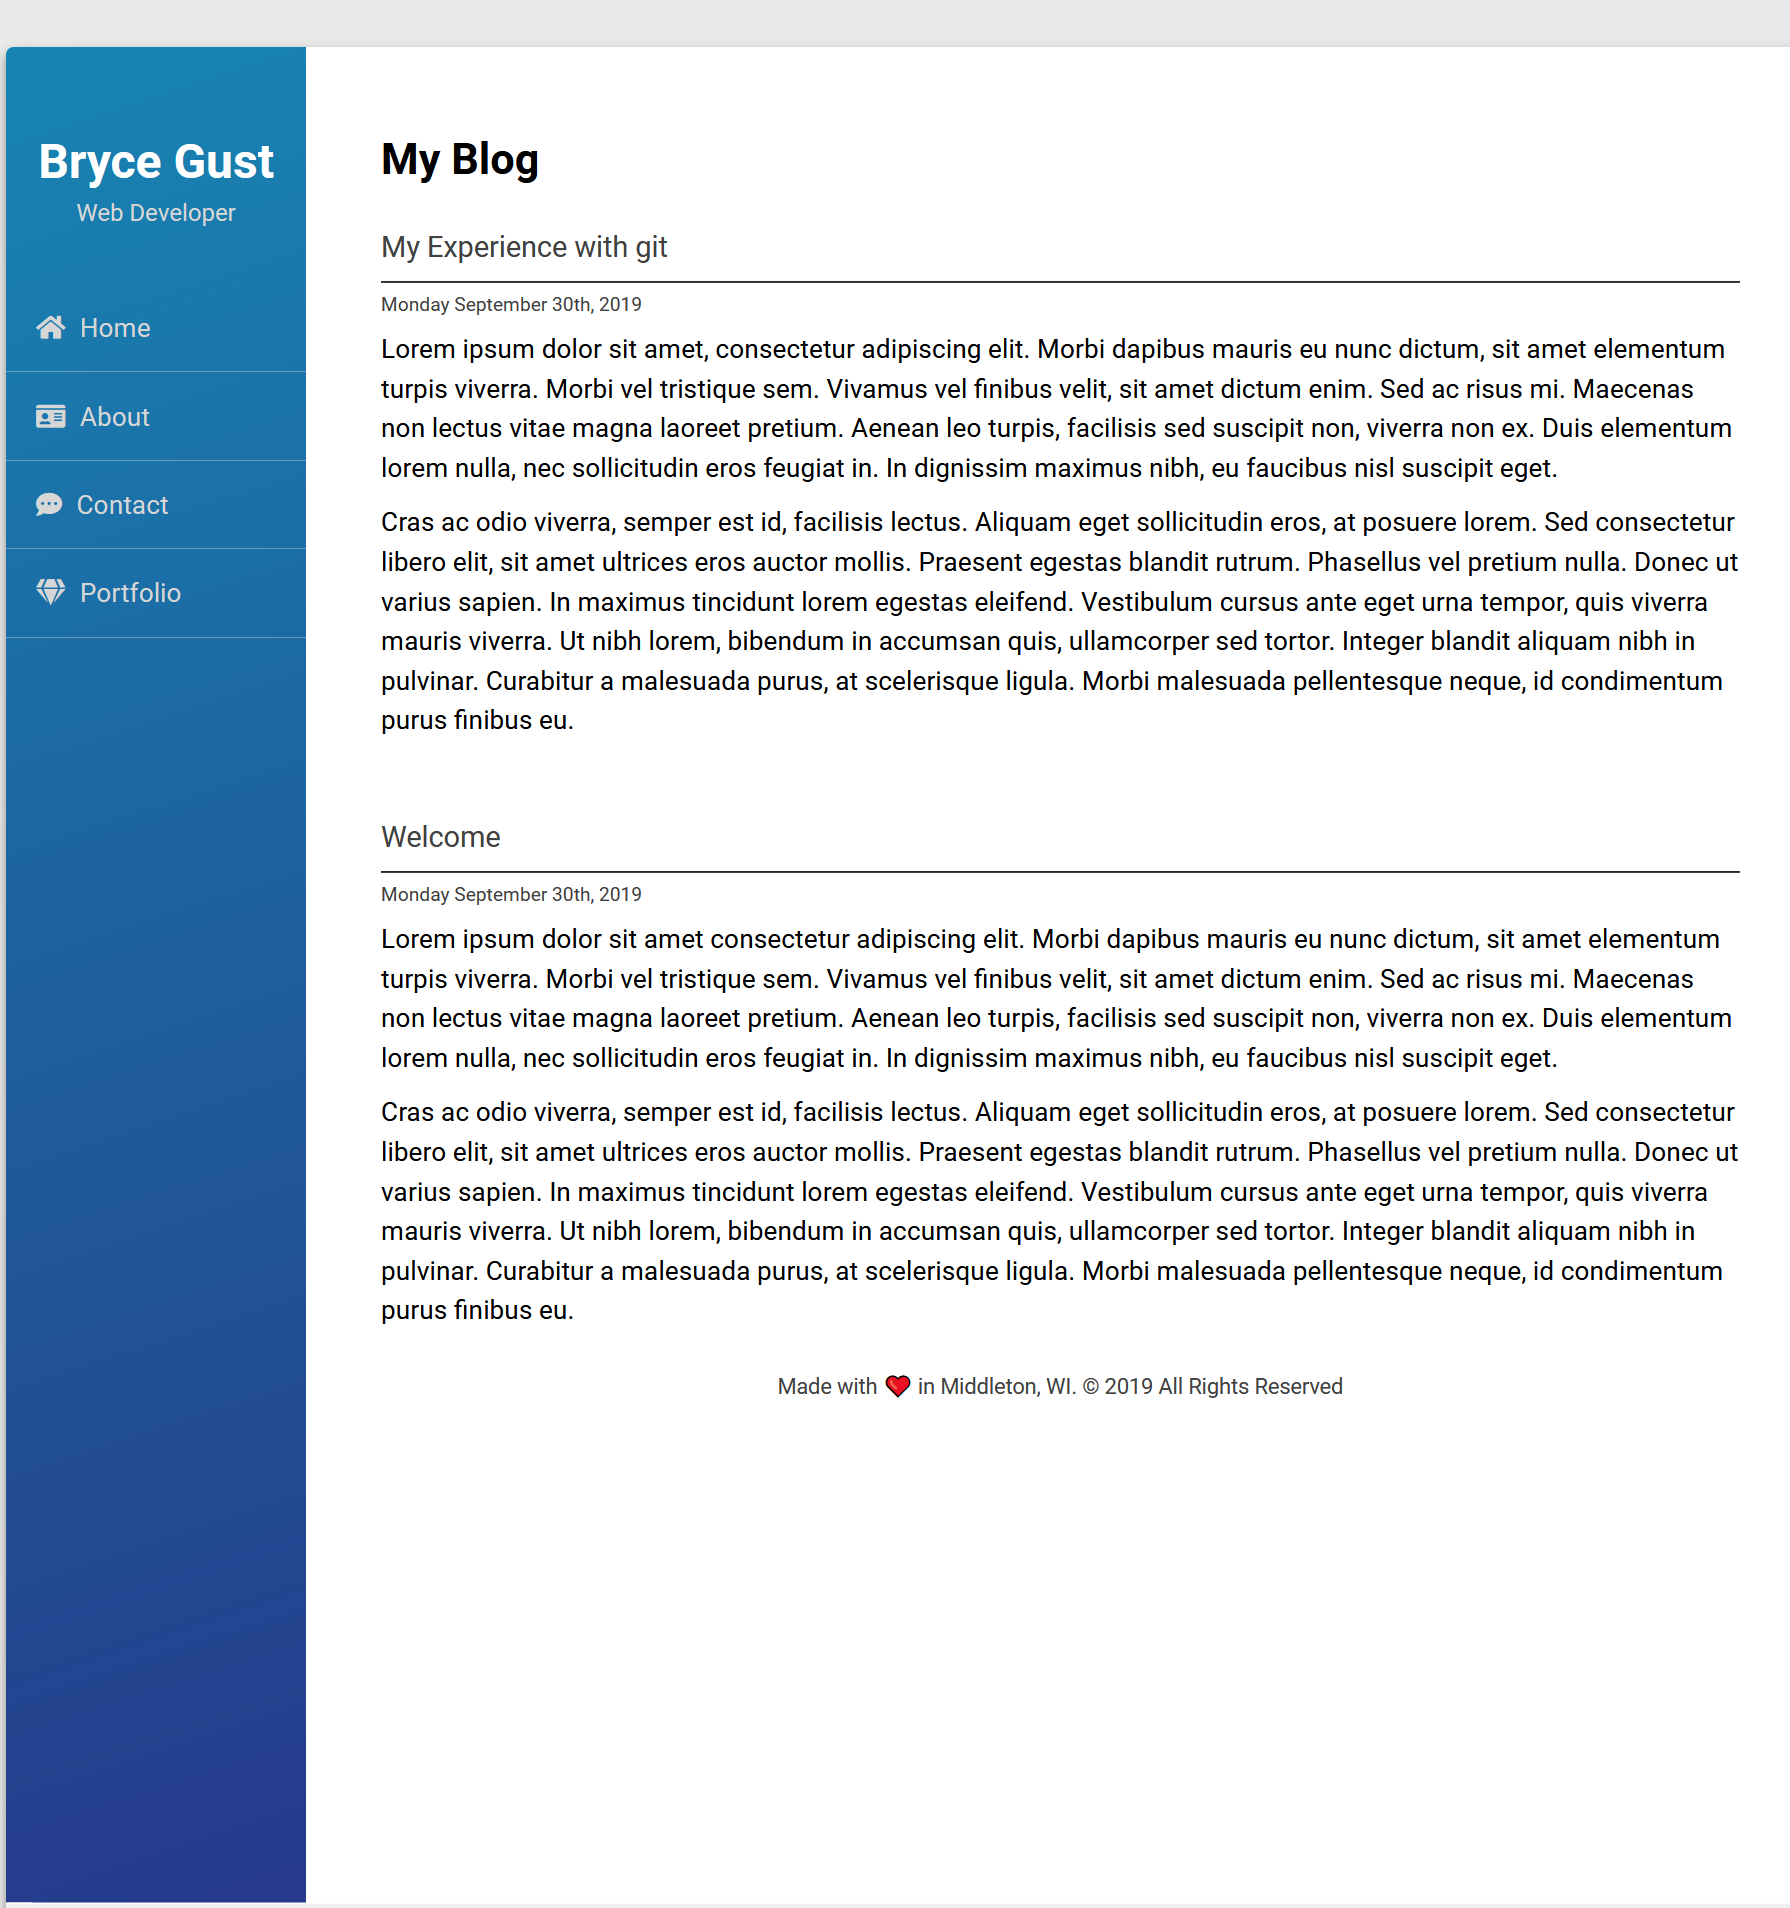 Bryce Gust
Web Developer
Home
About
Contact
Portfolio
My Blog
My Experience with git
Monday September 30th, 2019
Lorem ipsum dolor sit amet, consectetur adipiscing elit. Morbi dapibus mauris eu nunc dictum, sit amet elementum
turpis viverra. Morbi vel tristique sem. Vivamus vel finibus velit, sit amet dictum enim. Sed ac risus mi. Maecenas
non lectus vitae magna laoreet pretium. Aenean leo turpis, facilisis sed suscipit non, viverra non ex. Duis elementum
lorem nulla, nec sollicitudin eros feugiat in. In dignissim maximus nibh, eu faucibus nisl suscipit eget.
Cras ac odio viverra, semper est id, facilisis lectus. Aliquam eget sollicitudin eros, at posuere lorem. Sed consectetur
libero elit, sit amet ultrices eros auctor mollis. Praesent egestas blandit rutrum. Phasellus vel pretium nulla. Donec ut
varius sapien. In maximus tincidunt lorem egestas eleifend. Vestibulum cursus ante eget urna tempor, quis viverra
mauris viverra. Ut nibh lorem, bibendum in accumsan quis, ullamcorper sed tortor. Integer blandit aliquam nibh in
pulvinar. Curabitur a malesuada purus, at scelerisque ligula. Morbi malesuada pellentesque neque, id condimentum
purus finibus eu.
Welcome
Monday September 30th, 2019
Lorem ipsum dolor sit amet consectetur adipiscing elit. Morbi dapibus mauris eu nunc dictum, sit amet elementum
turpis viverra. Morbi vel tristique sem. Vivamus vel finibus velit, sit amet dictum enim. Sed ac risus mi. Maecenas
non lectus vitae magna laoreet pretium. Aenean leo turpis, facilisis sed suscipit non, viverra non ex. Duis elementum
lorem nulla, nec sollicitudin eros feugiat in. In dignissim maximus nibh, eu faucibus nisl suscipit eget.
Cras ac odio viverra, semper est id, facilisis lectus. Aliquam eget sollicitudin eros, at posuere lorem. Sed consectetur
libero elit, sit amet ultrices eros auctor mollis. Praesent egestas blandit rutrum. Phasellus vel pretium nulla. Donec ut
varius sapien. In maximus tincidunt lorem egestas eleifend. Vestibulum cursus ante eget urna tempor, quis viverra
mauris viverra. Ut nibh lorem, bibendum in accumsan quis, ullamcorper sed tortor. Integer blandit aliquam nibh in
pulvinar. Curabitur a malesuada purus, at scelerisque ligula. Morbi malesuada pellentesque neque, id condimentum
purus finibus eu.
Made with ❤️ in Middleton, WI. © 2019 All Rights Reserved